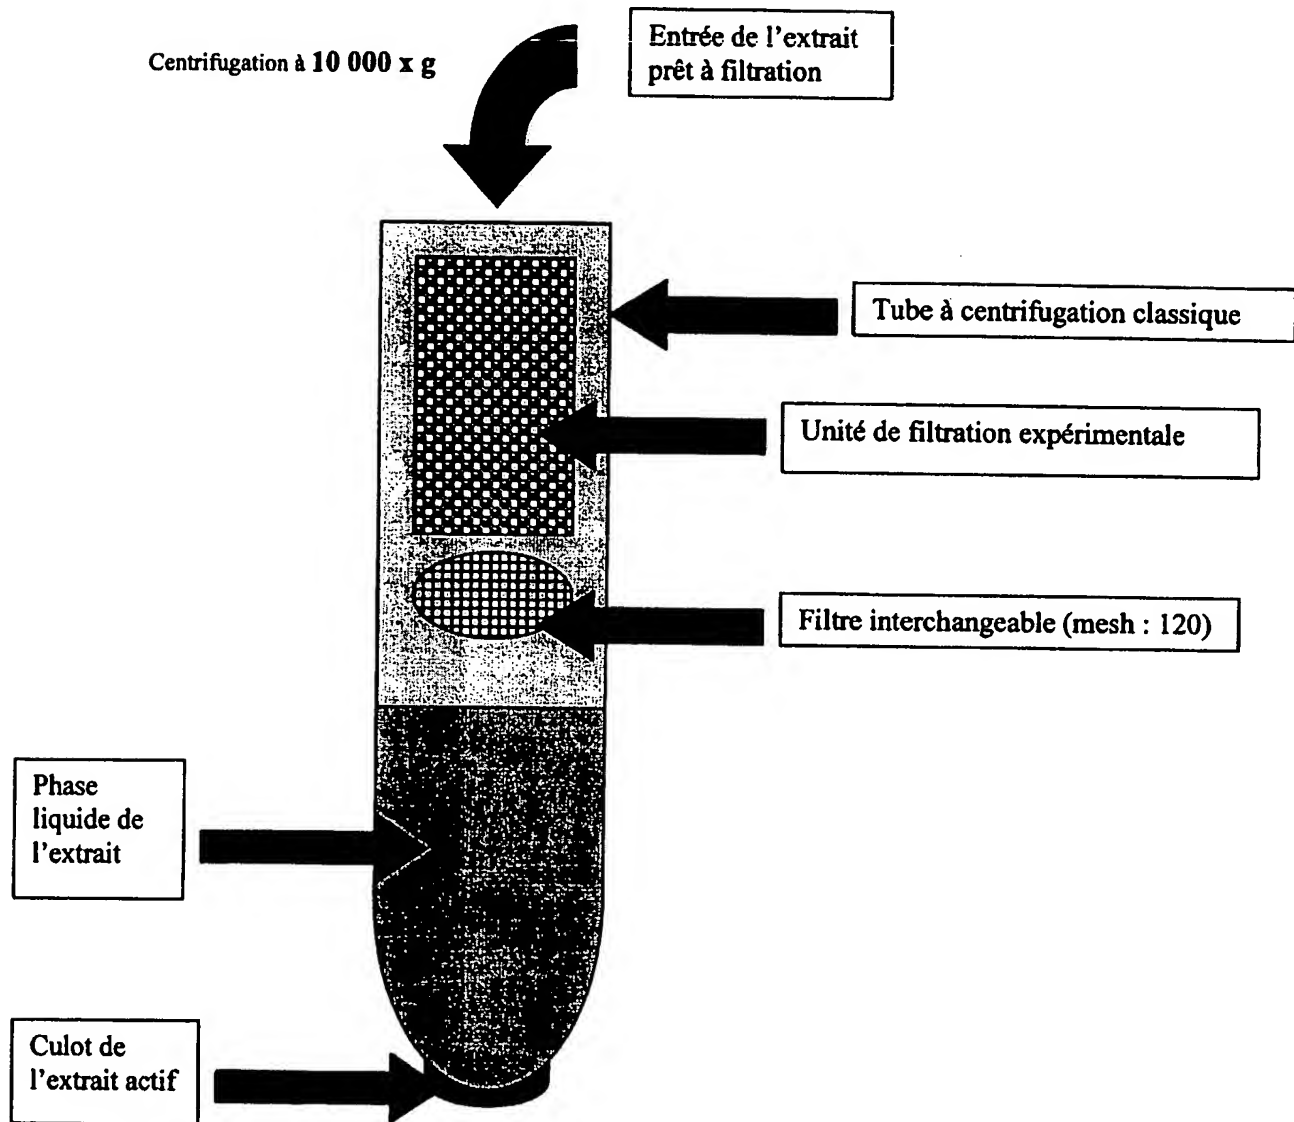 Centrifugation à 10 000 x g
Entrée de l'extrait
prêt à filtration
Tube à centrifugation classique
Unité de filtration expérimentale
Filtre interchangeable (mesh : 120)
Phase
liquide de
l'extrait
Culot de
l'extrait actif